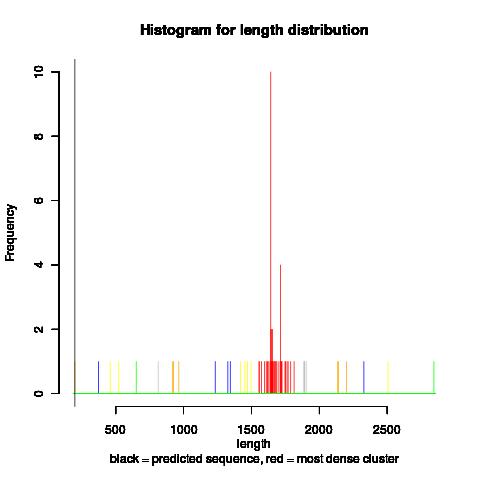 Histogram for length distribution
Frequency
10
8
6
4
2
0
500 1000 1500 2000 2500
length
black = predicted sequence, red = most dense cluster